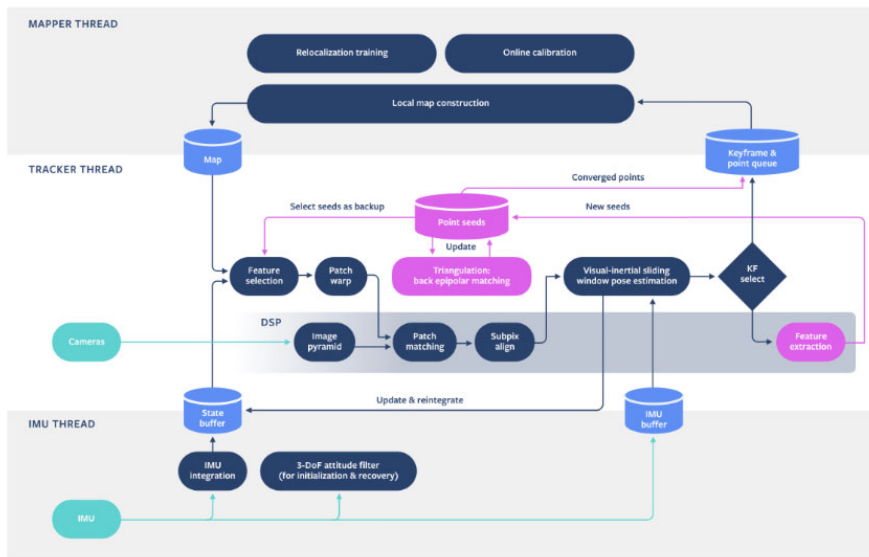 MAPPER THREAD
Relocalization training
Online calibration
Local map construction
Map
Keyframe &
point queue
TRACKER THREAD
Converged points
Select seeds as backup
Point seeds
New seeds
Update
Feature
selection
Patch
warp
Triangulation:
back epipolar matching
Visual-inertial sliding
window pose estimation
KF
select
DSP
Cameras
Image
pyramid
Patch
matching
Subpix
align
Feature
extraction
Update & reintegrate
State
buffer
IMU
buffer
IMU THREAD
IMU
integration
3-DoF attitude filter
(for initialization & recovery)
IMU